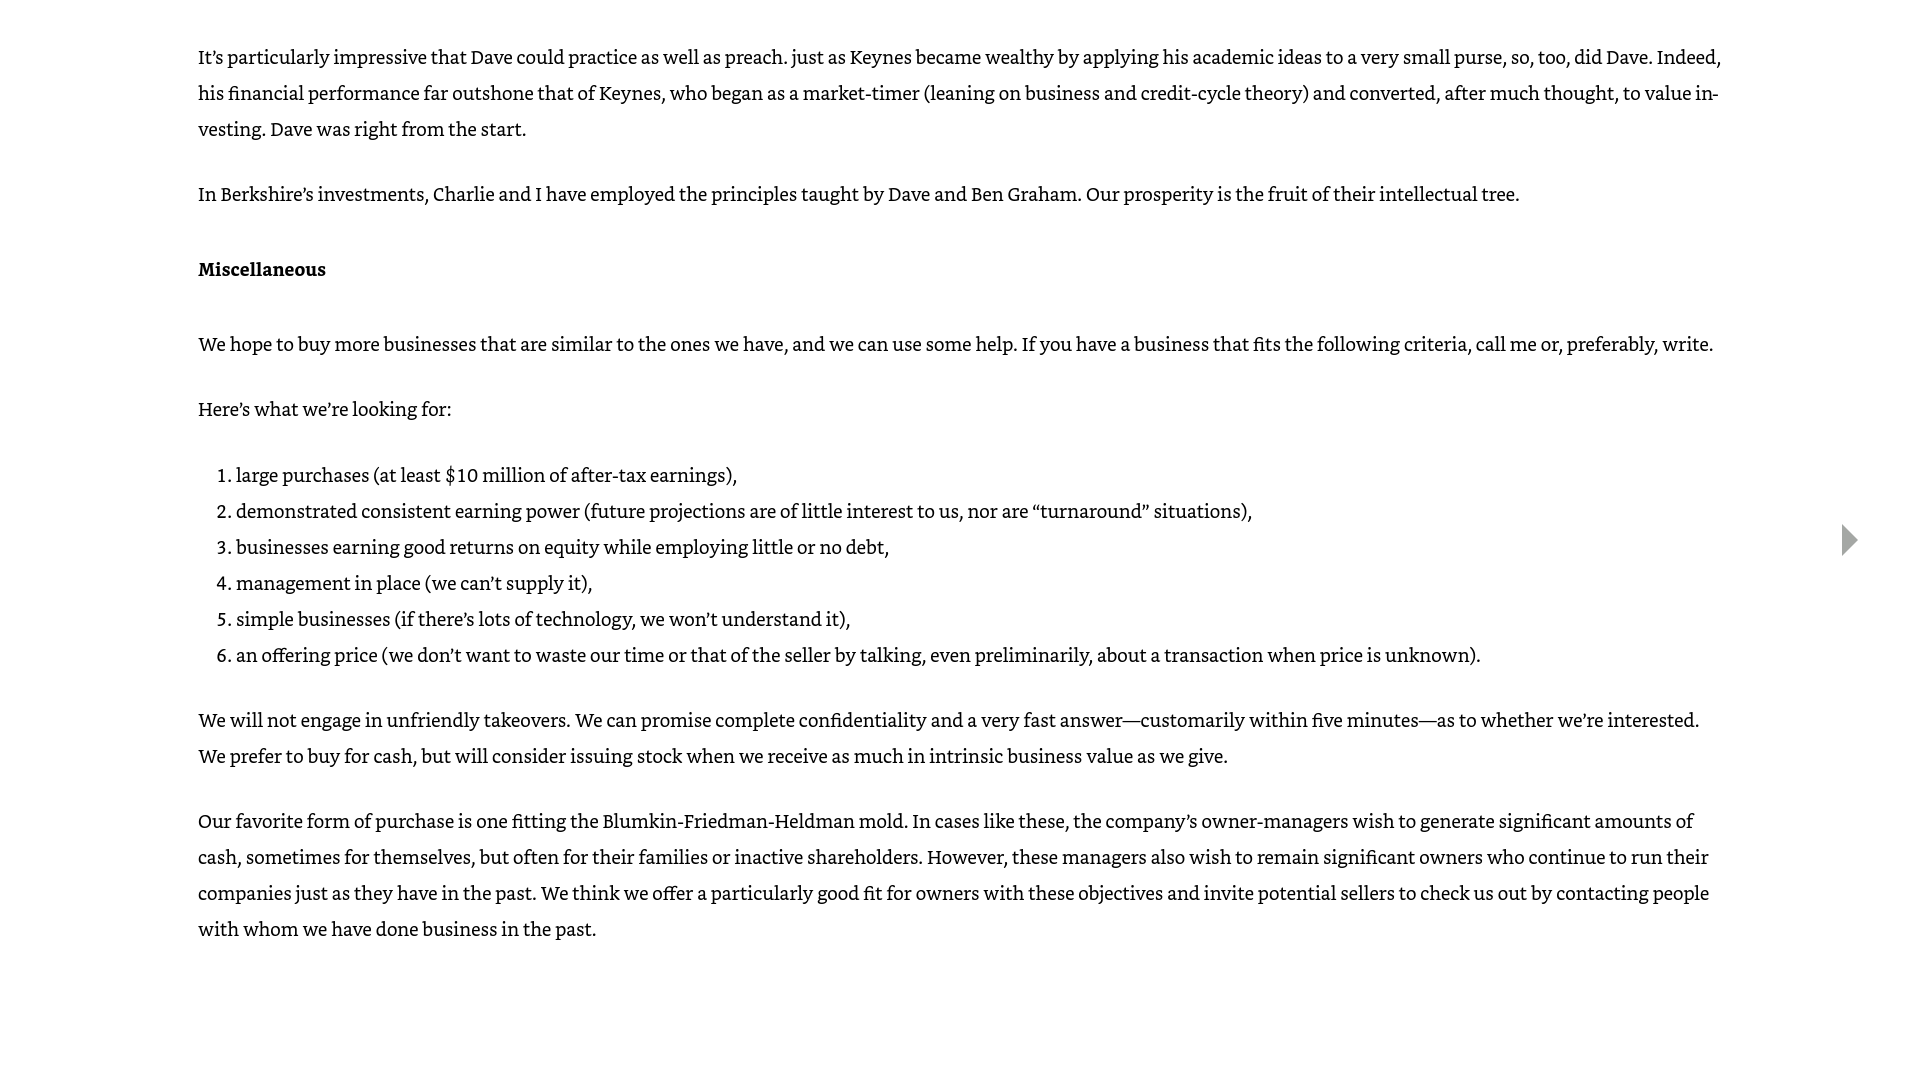 It’s particularly impressive that Dave could practice as well as preach. just as Keynes became wealthy by applying his academic ideas to a very small purse, so, too, did Dave. Indeed,
his financial performance far outshone that of Keynes, who began as a market-timer (leaning on business and credit-cycle theory) and converted, after much thought, to value in-
vesting. Dave was right from the start.
In Berkshire’s investments, Charlie and I have employed the principles taught by Dave and Ben Graham. Our prosperity is the fruit of their intellectual tree.
Miscellaneous
We hope to buy more businesses that are similar to the ones we have, and we can use some help. If you have a business that fits the following criteria, call me or, preferably, write.
Here’s what we’re looking for:
1. large purchases (at least $10 million of after-tax earnings),
2. demonstrated consistent earning power (future projections are of little interest to us, nor are “turnaround” situations),
3. businesses earning good returns on equity while employing little or no debt,
4. management in place (we can’t supply it),
5. simple businesses (if there’s lots of technology, we won’t understand it),
6. an offering price (we don’t want to waste our time or that of the seller by talking, even preliminarily, about a transaction when price is unknown).
We will not engage in unfriendly takeovers. We can promise complete confidentiality and a very fast answer—customarily within five minutes—as to whether we’re interested.
We prefer to buy for cash, but will consider issuing stock when we receive as much in intrinsic business value as we give.
Our favorite form of purchase is one fitting the Blumkin-Friedman-Heldman mold. In cases like these, the company’s owner-managers wish to generate significant amounts of
cash, sometimes for themselves, but often for their families or inactive shareholders. However, these managers also wish to remain significant owners who continue to run their
companies just as they have in the past. We think we offer a particularly good fit for owners with these objectives and invite potential sellers to check us out by contacting people
with whom we have done business in the past.